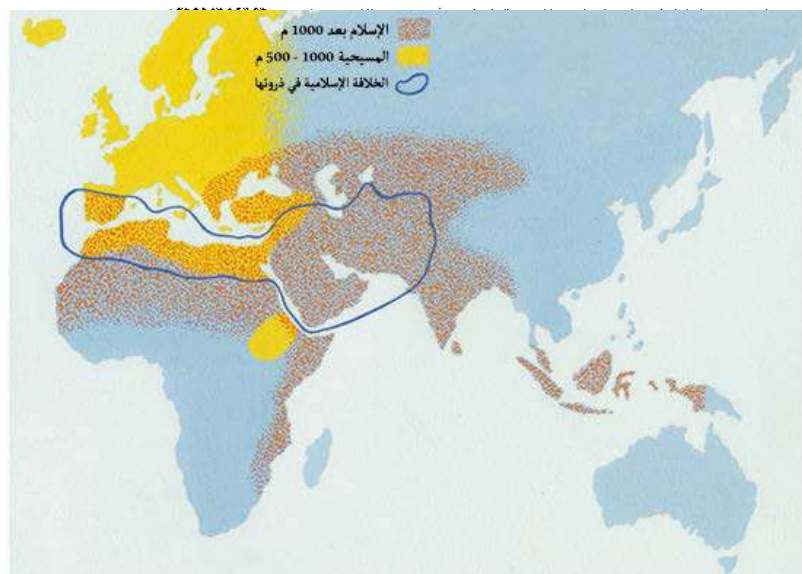 الإسلام بعد 1000 م
المسيحية 1000 - 500 م
الخلافة الإسلامية في ذروتها